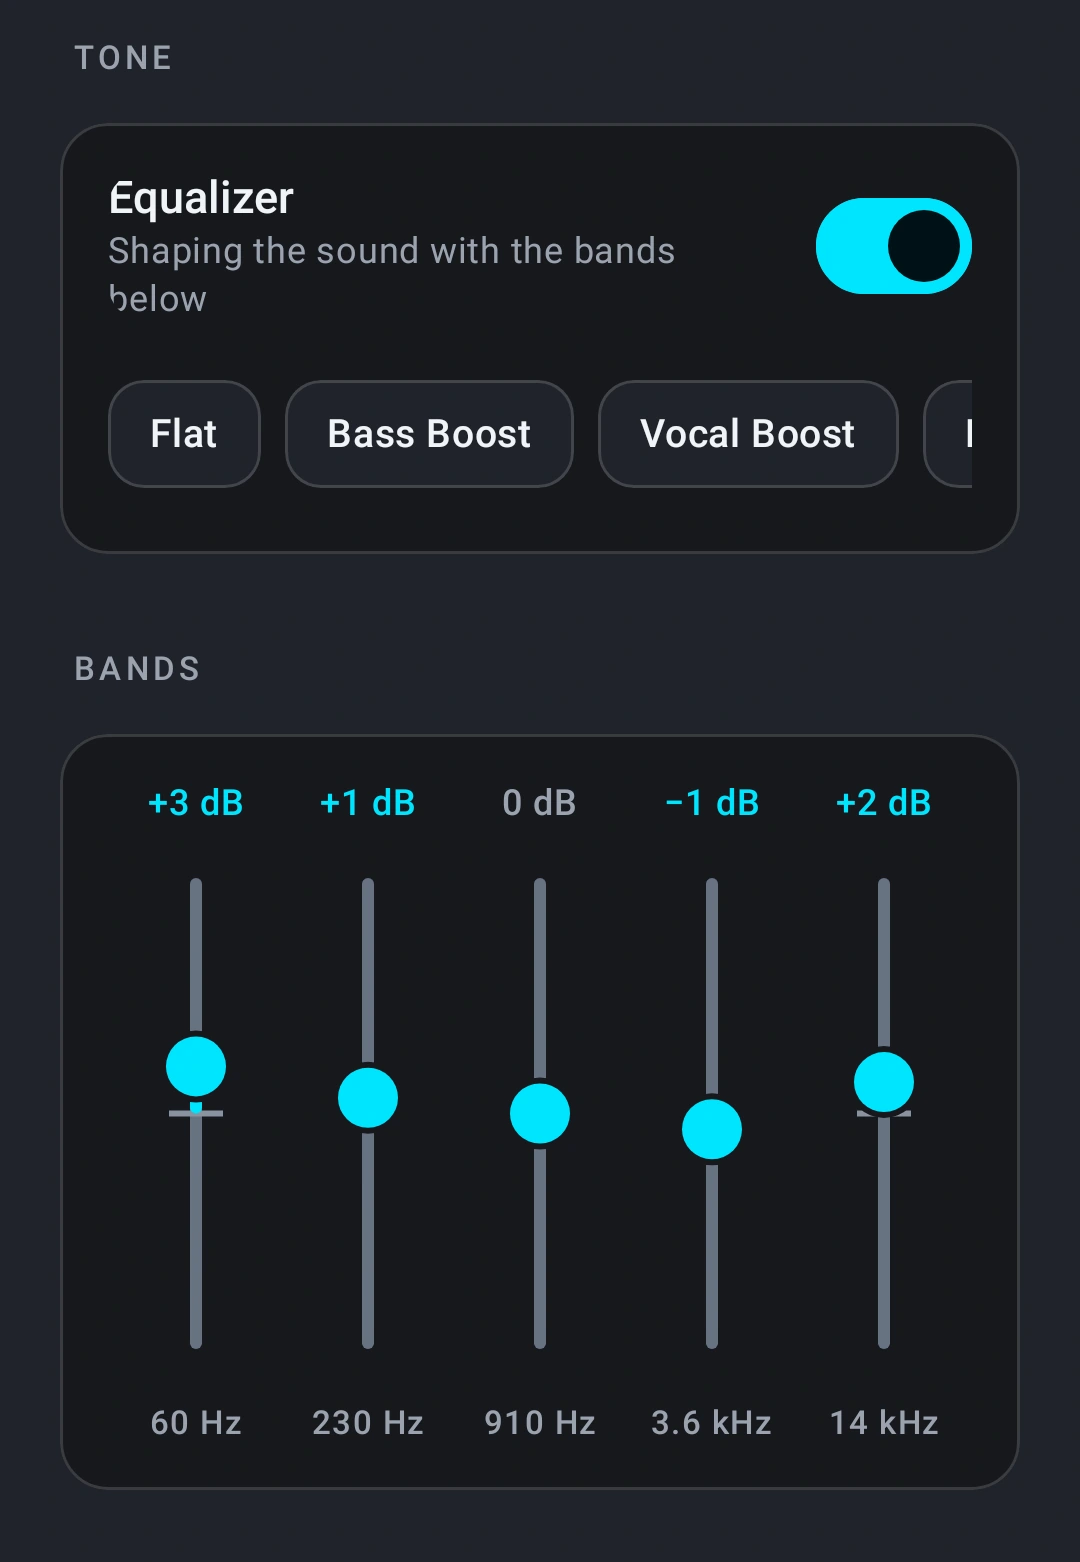 TONE
Equalizer
Shaping the sound with the bands
below
Flat Bass Boost Vocal Boost
BANDS
+3 dB +1 dB 0 dB −1 dB +2 dB
60 Hz 230 Hz 910 Hz 3.6 kHz 14 kHz